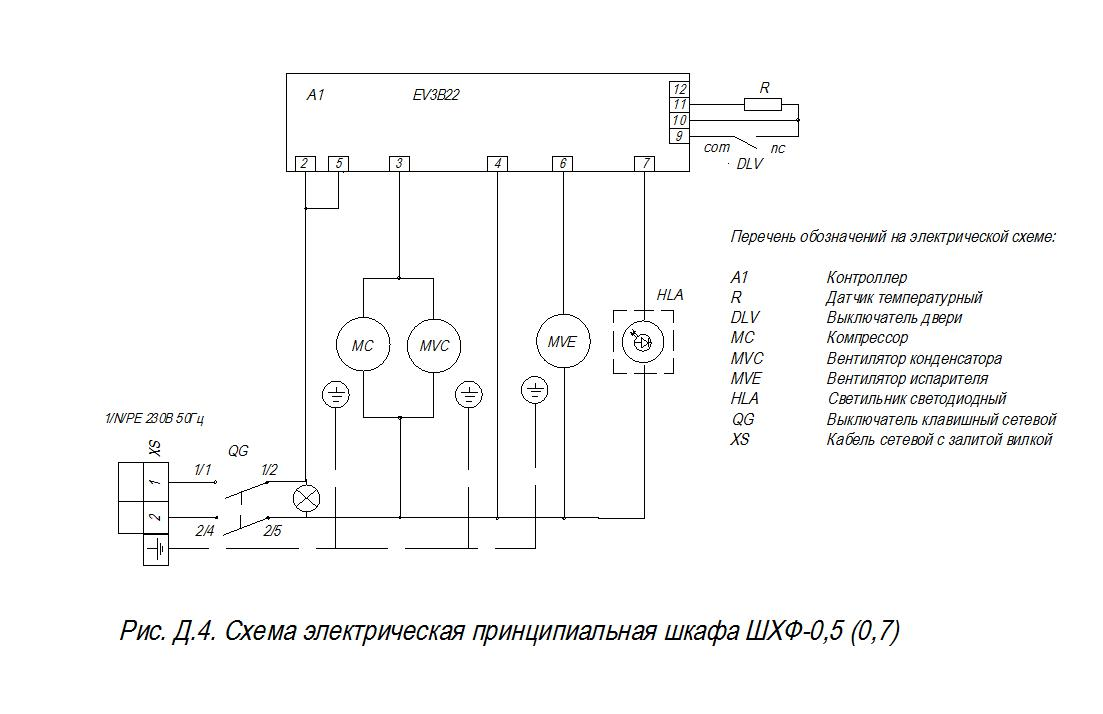 A1 EV3B22
12
11
10
9
R
com nc
DLV
2 5 3 4 6 7
Перечень обозначений на электрической схеме:
A1 Контроллер
R Датчик температурный
DLV Выключатель двери
MC Компрессор
MVC Вентилятор конденсатора
MVE Вентилятор испарителя
HLA Светильник светодиодный
QG Выключатель клавишный сетевой
XS Кабель сетевой с залитой вилкой
HLA
MC MVC MVE
1/N/PE 230В 50Гц
XS QG
1 1/1 1/2
2 2/4 2/5
Рис. Д.4. Схема электрическая принципиальная шкафа ШХФ-0,5 (0,7)